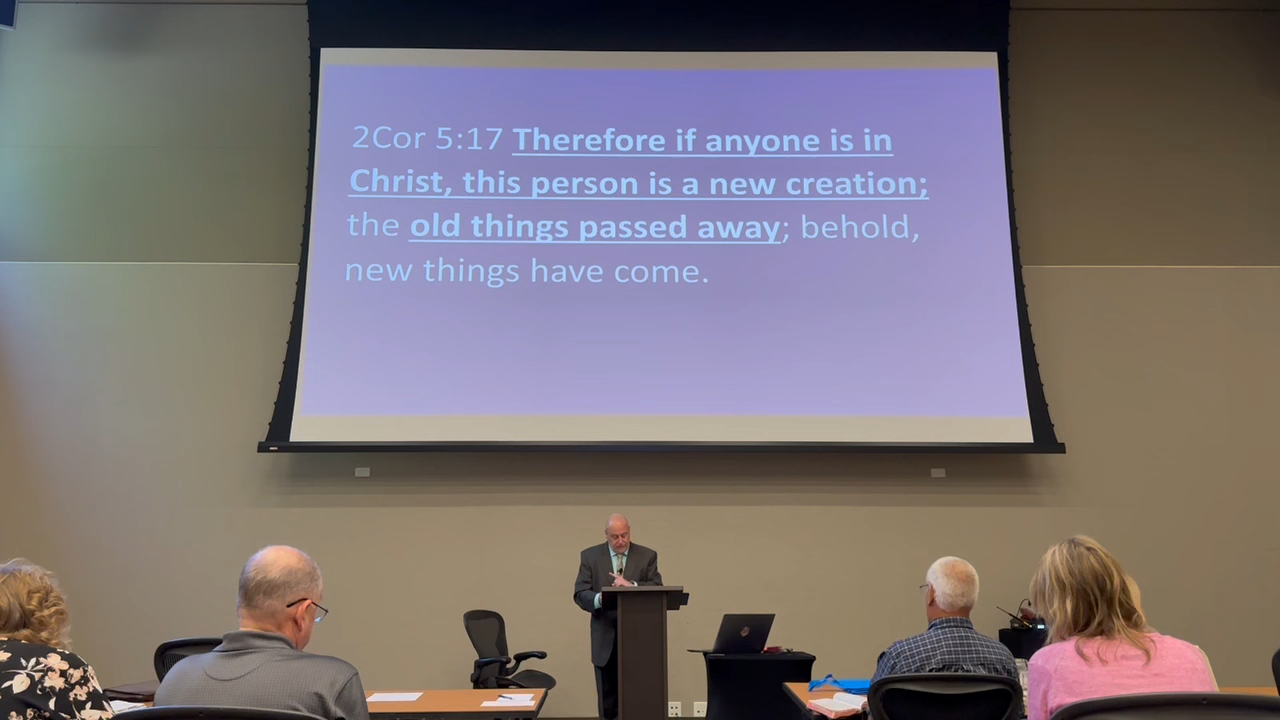 2Cor 5:17 Therefore if anyone is in
Christ, this person is a new creation;
the old things passed away; behold,
new things have come.